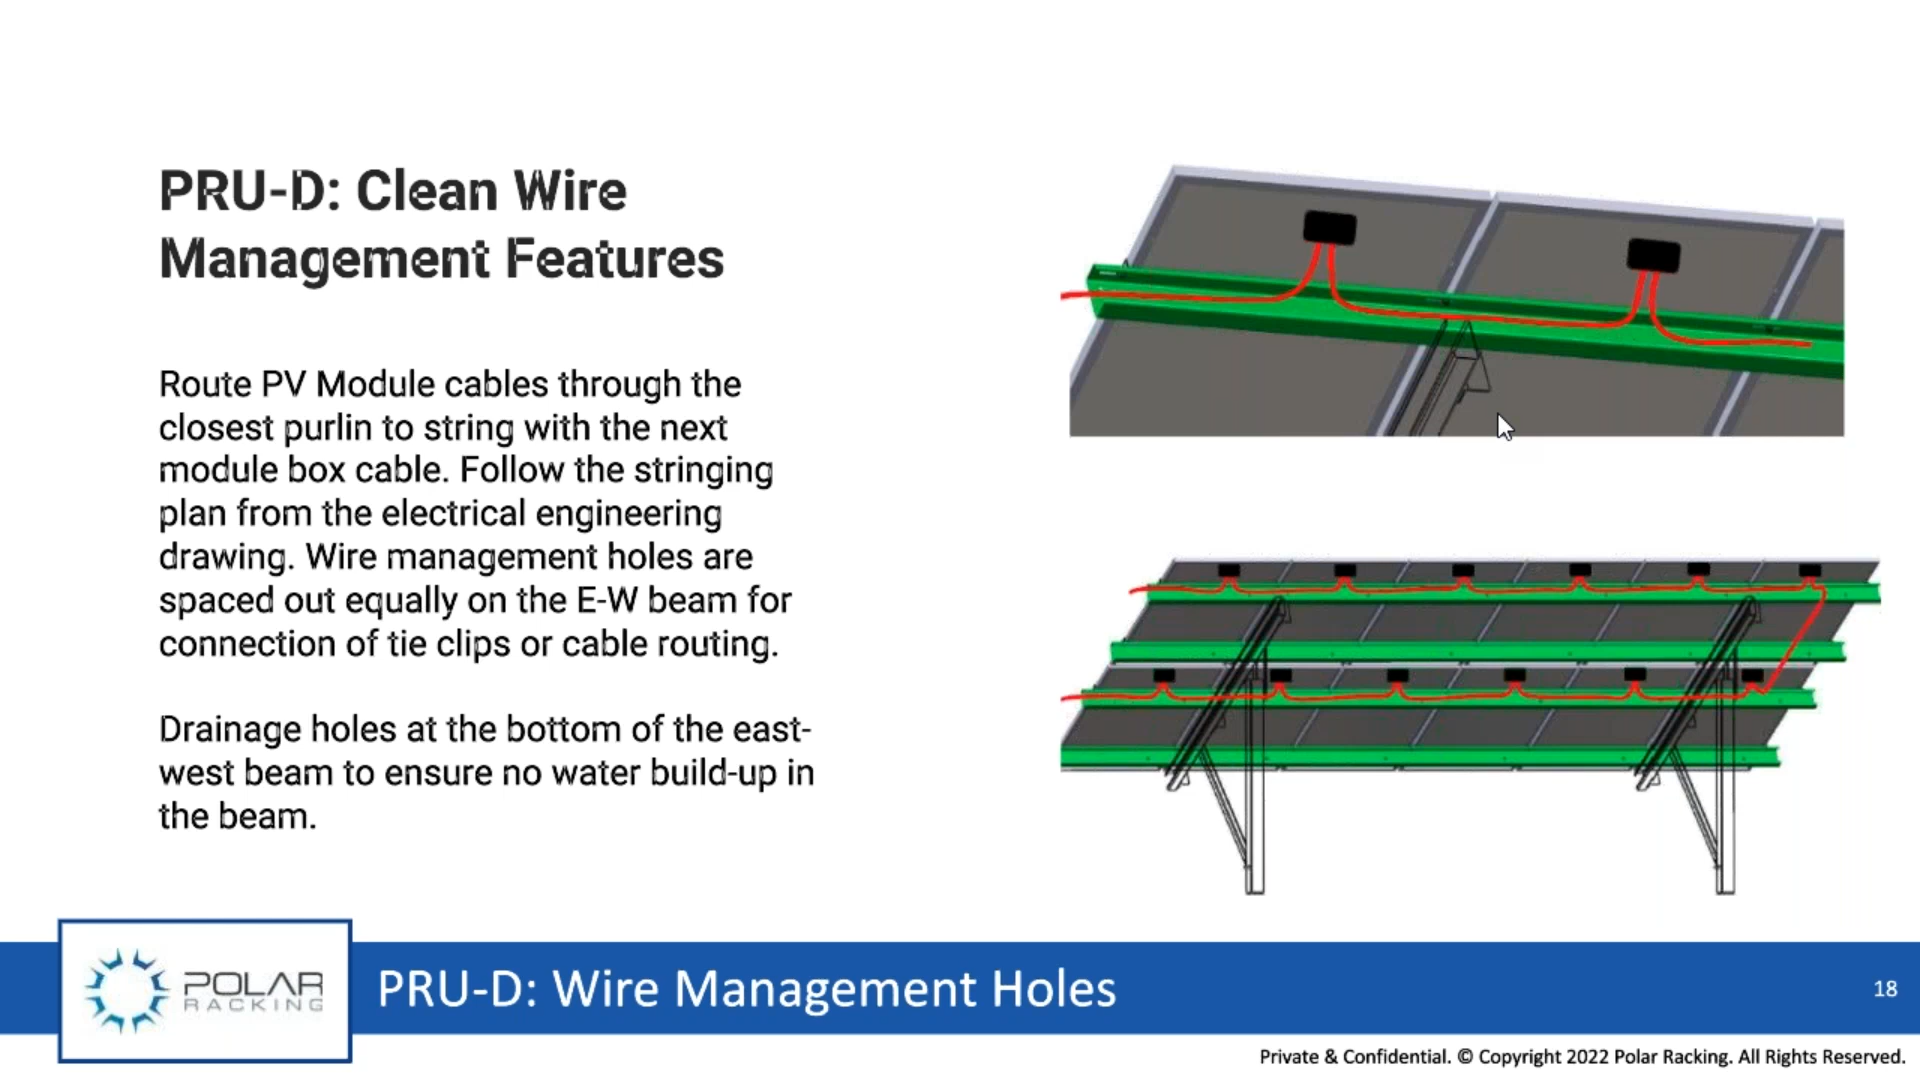 PRU-D: Clean Wire
Management Features
Route PV Module cables through the
closest purlin to string with the next
module box cable. Follow the stringing
plan from the electrical engineering
drawing. Wire management holes are
spaced out equally on the E-W beam for
connection of tie clips or cable routing.
Drainage holes at the bottom of the east-
west beam to ensure no water build-up in
the beam.
POLAR
RACKING
PRU-D: Wire Management Holes
18
Private & Confidential. © Copyright 2022 Polar Racking. All Rights Reserved.